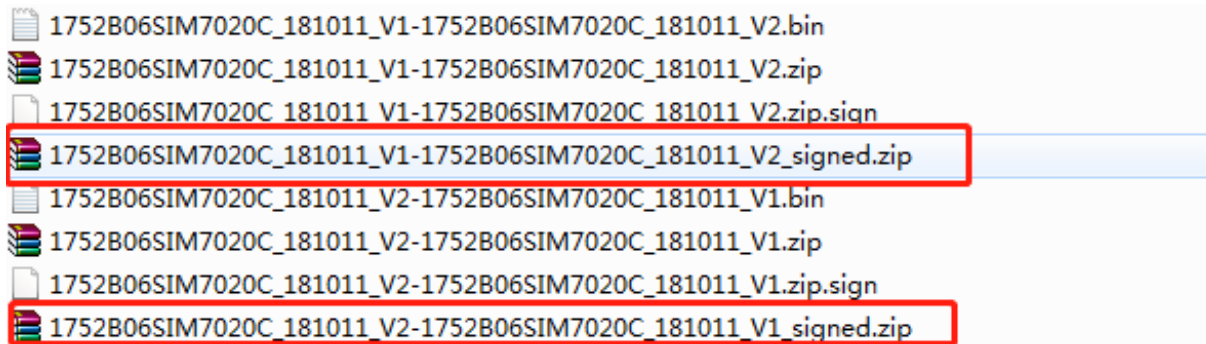 1752B06SIM7020C_181011_V1-1752B06SIM7020C_181011_V2.bin
1752B06SIM7020C_181011_V1-1752B06SIM7020C_181011_V2.zip
1752B06SIM7020C_181011_V1-1752B06SIM7020C_181011_V2.zip.sign
1752B06SIM7020C_181011_V1-1752B06SIM7020C_181011_V2_signed.zip
1752B06SIM7020C_181011_V2-1752B06SIM7020C_181011_V1.bin
1752B06SIM7020C_181011_V2-1752B06SIM7020C_181011_V1.zip
1752B06SIM7020C_181011_V2-1752B06SIM7020C_181011_V1.zip.sign
1752B06SIM7020C_181011_V2-1752B06SIM7020C_181011_V1_signed.zip